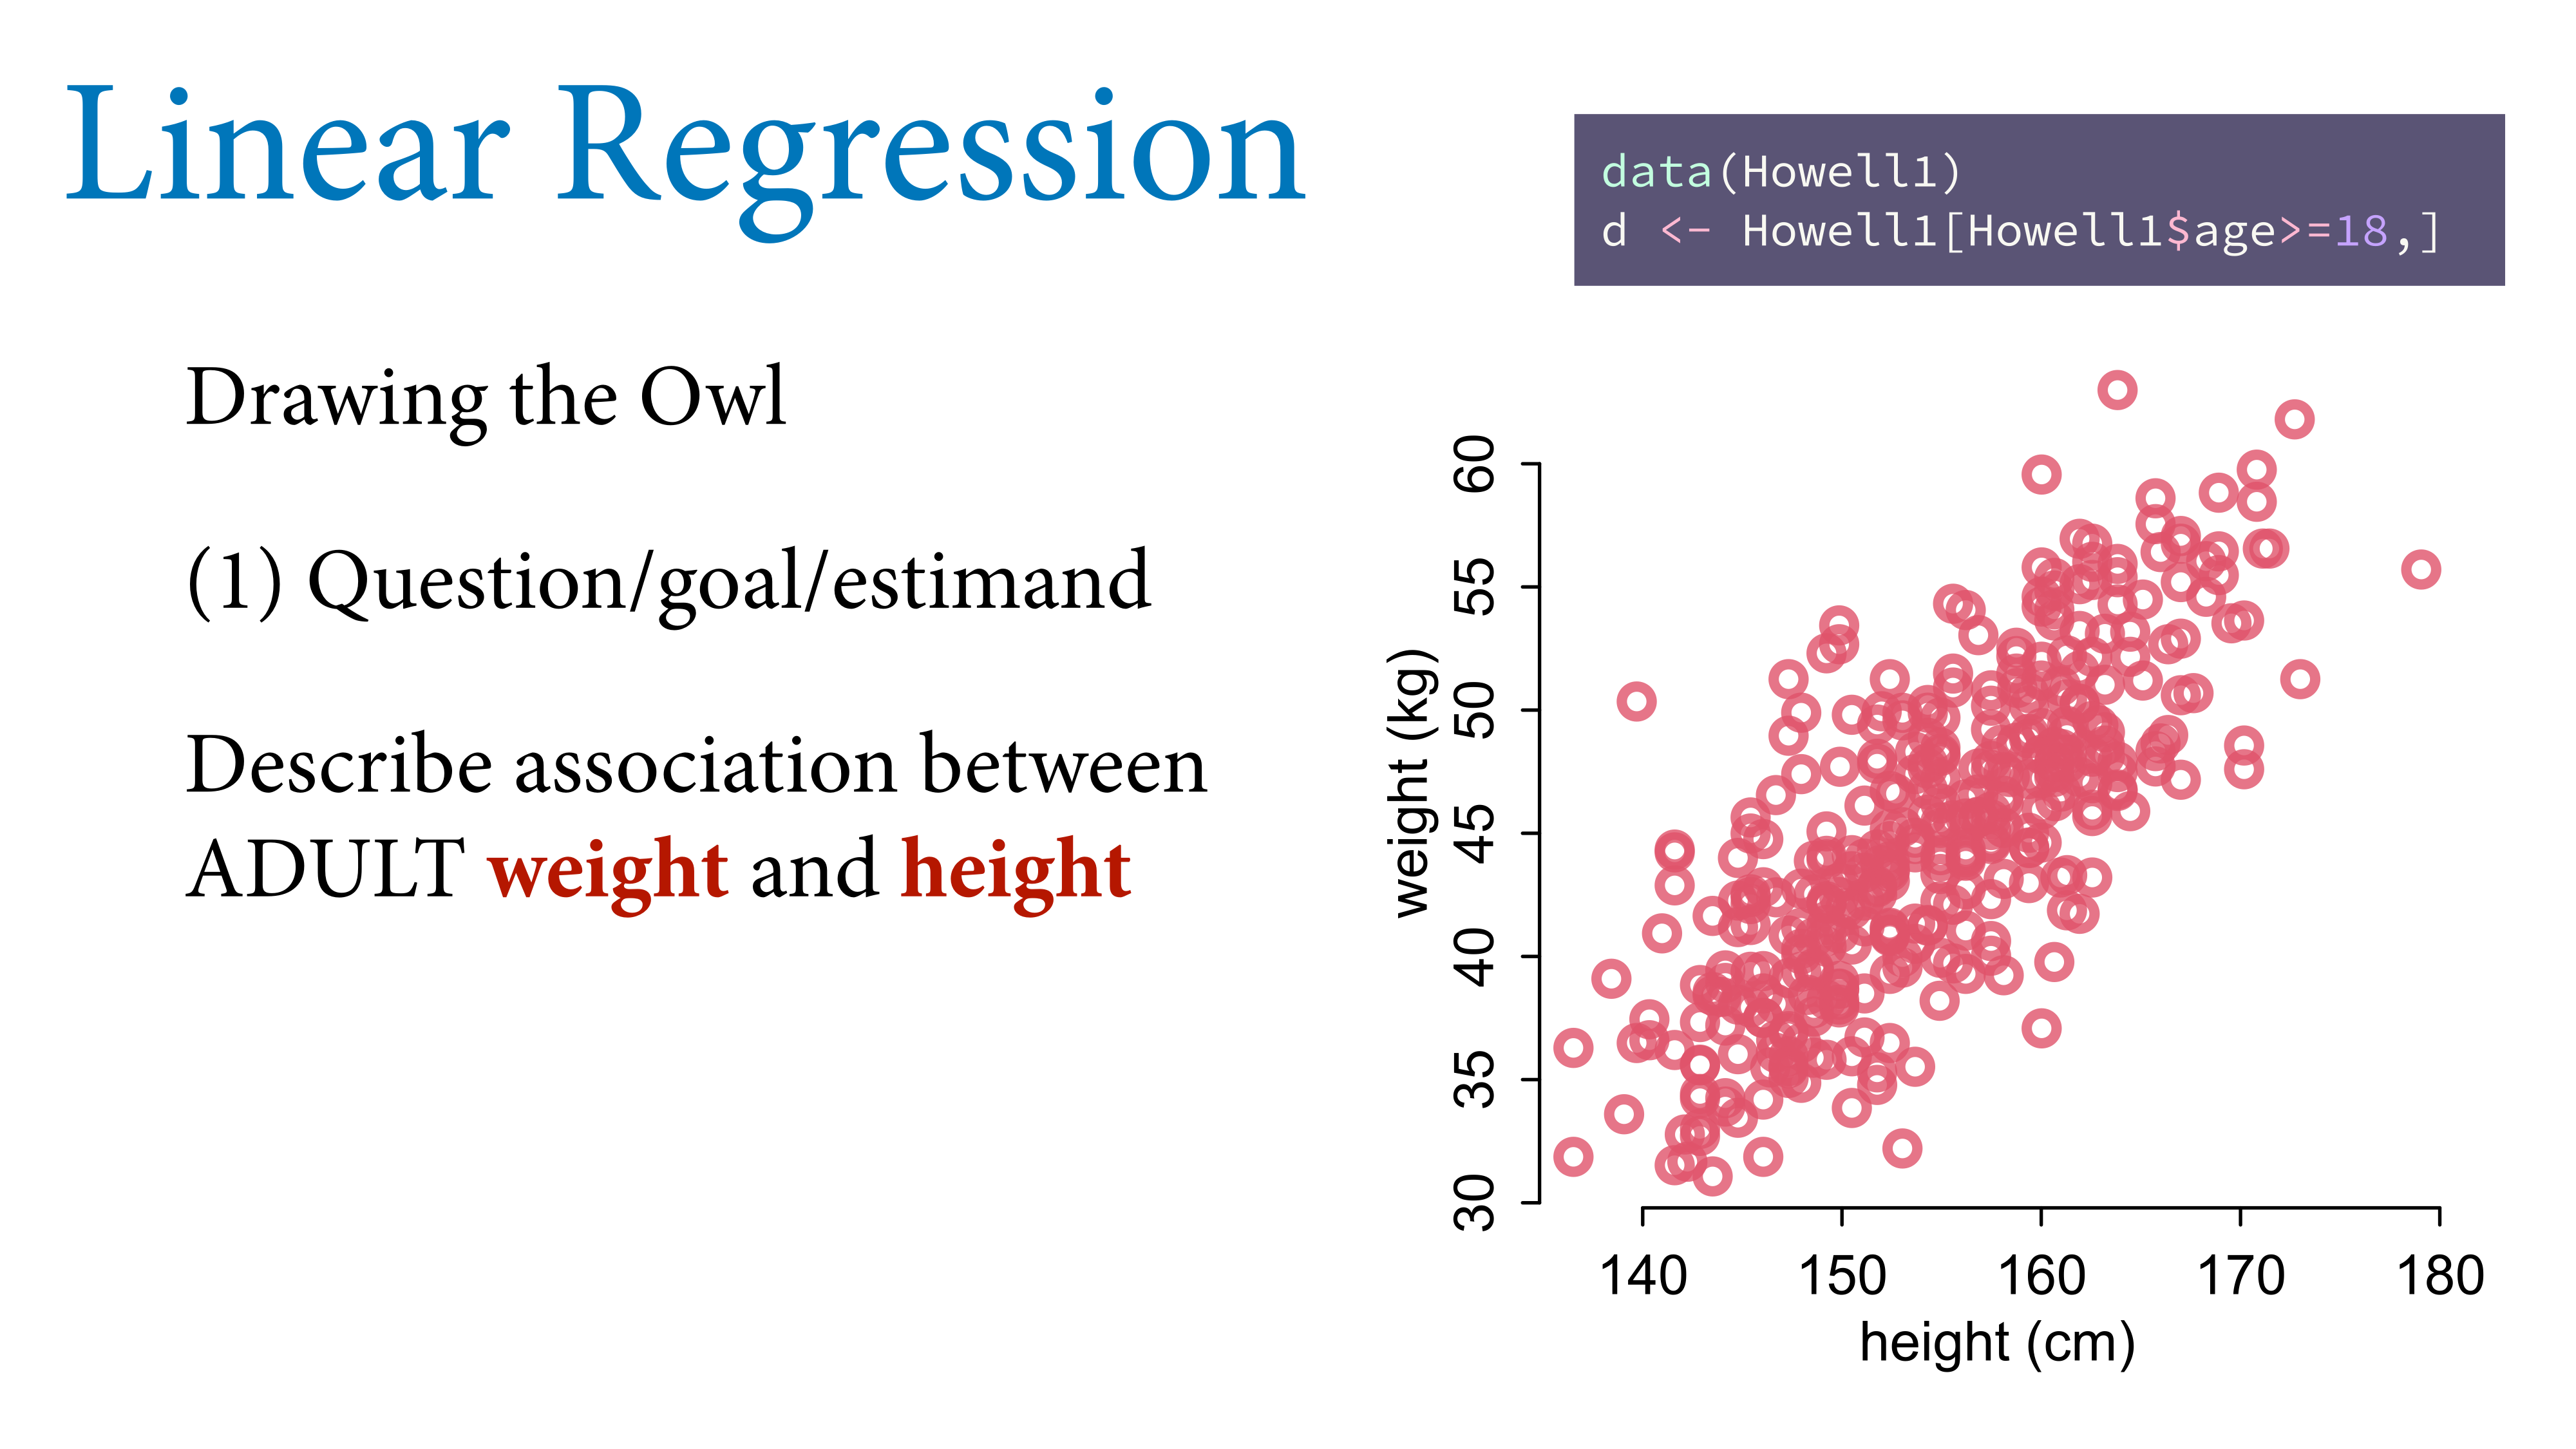 Linear Regression
data(Howell1)
d <- Howell1[Howell1$age>=18,]
Drawing the Owl
(1) Question/goal/estimand
Describe association between
ADULT weight and height
weight (kg)
60
55
50
45
40
35
30
140 150 160 170 180
height (cm)